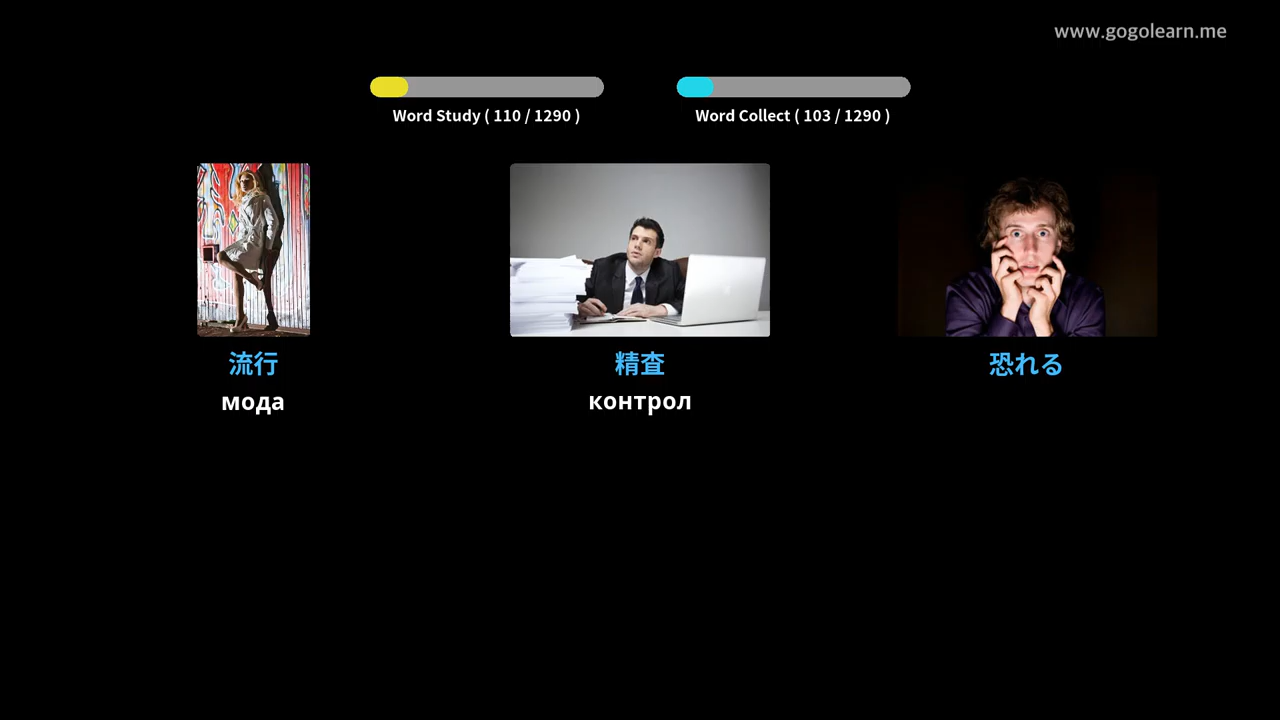 www.gogolearn.me
Word Study ( 110 / 1290 )
Word Collect ( 103 / 1290 )
流行
精査
恐れる
мода
контрол